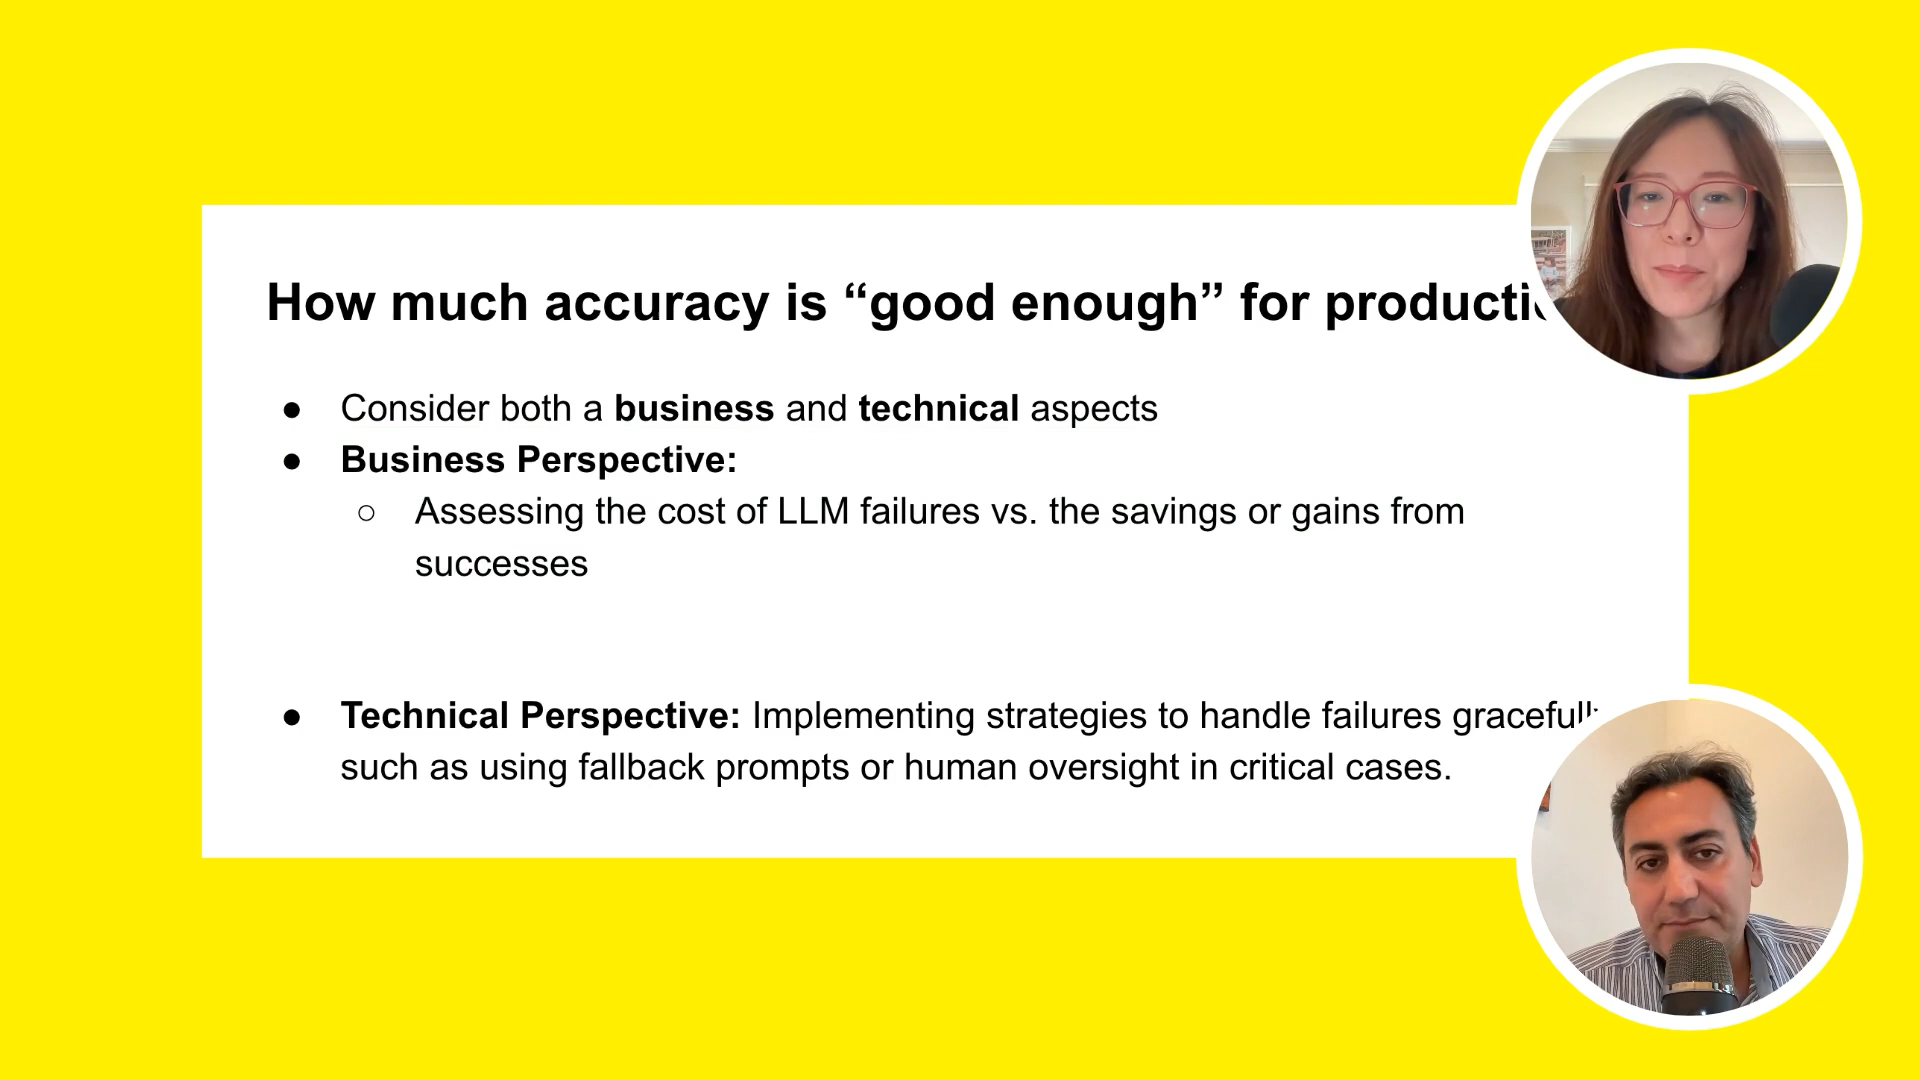 How much accuracy is “good enough” for
● Consider both a business and technical aspects
● Business Perspective:
○ Assessing the cost of LLM failures vs. the savings or gains from
successes
● Technical Perspective: Implementing strategies to handle failures
such as using fallback prompts or human oversight in critical cases.